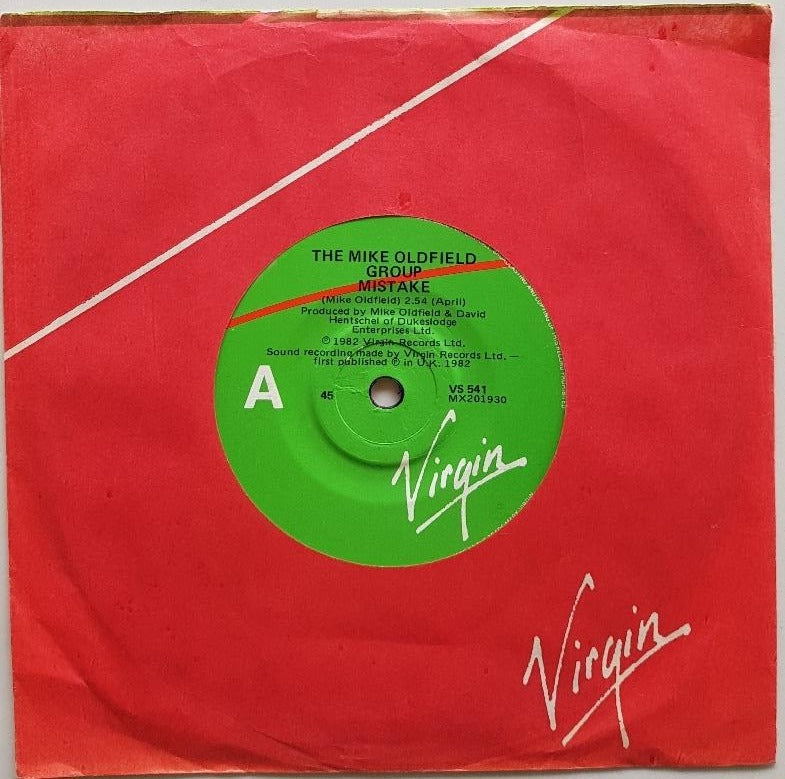 THE MIKE OLDFIELD
GROUP
MISTAKE
(Mike Oldfield) 2.54 (April)
Produced by Mike Oldfield & David
Hentschel of Dukeslodge
Enterprises Ltd.
℗ 1982 Virgin Records Ltd.
Sound recording made by Virgin Records Ltd. —
first published ℗ in U.K. 1982
A
45
VS 541
MX201930
Virgin
Virgin